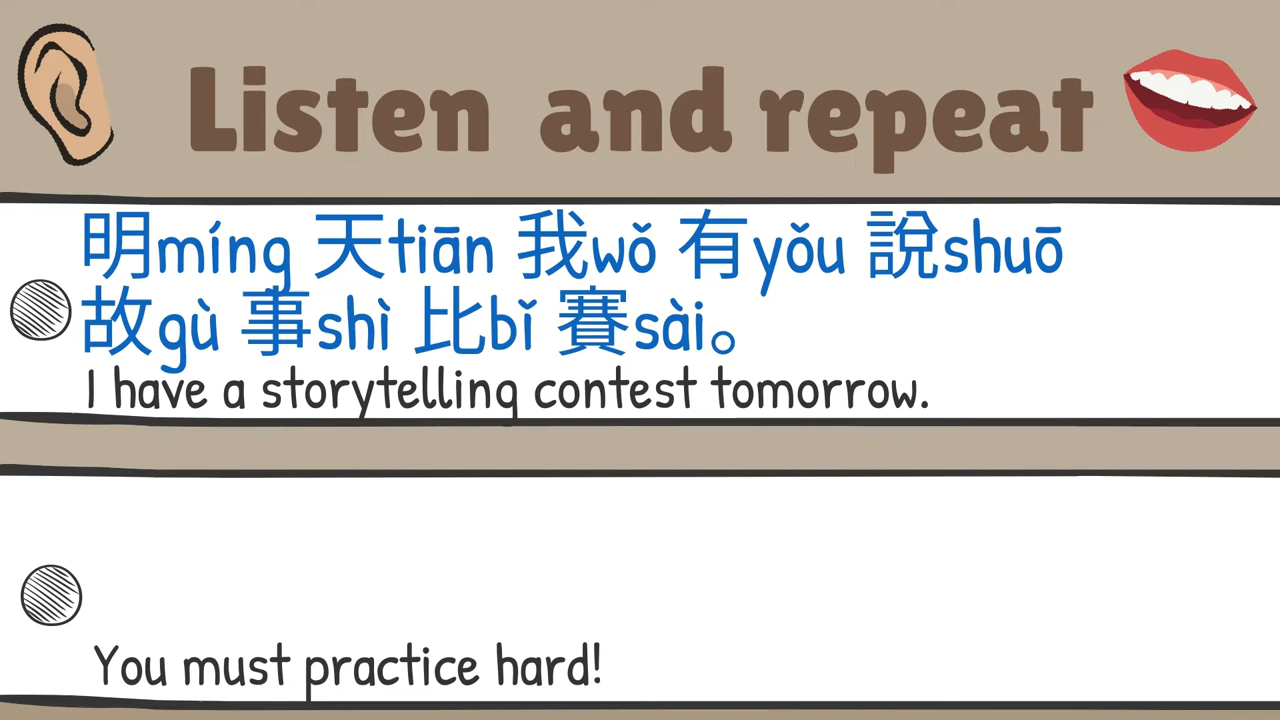 Listen and repeat
明míng 天tiān 我wǒ 有yǒu 說shuō
故gù 事shì 比bǐ 賽sài。
I have a storytelling contest tomorrow.
You must practice hard!